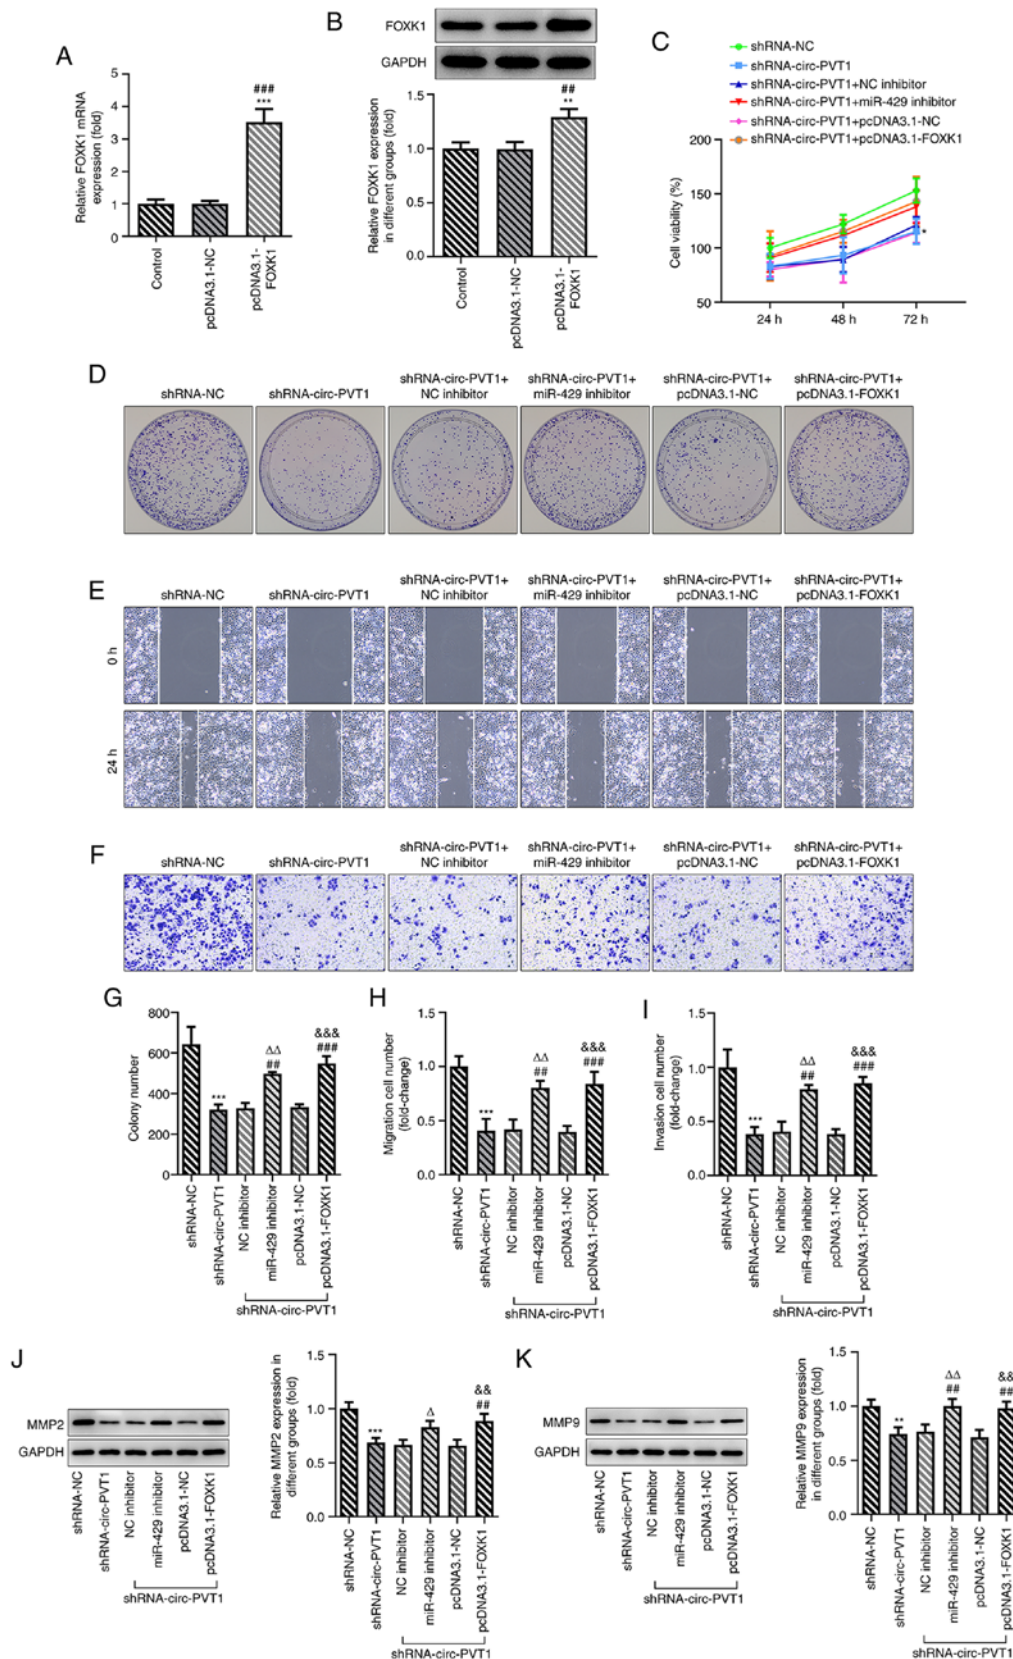 A
Relative FOXK1 mRNA
expression (fold)
5
4
3
2
1
0
###
***
Control
pcDNA3.1-NC
pcDNA3.1-
FOXK1
B
FOXK1
GAPDH
Relative FOXK1 expression
in different groups (fold)
1.5
1.0
0.5
0.0
##
**
Control
pcDNA3.1-NC
pcDNA3.1-
FOXK1
C
shRNA-NC
shRNA-circ-PVT1
shRNA-circ-PVT1+NC inhibitor
shRNA-circ-PVT1+miR-429 inhibitor
shRNA-circ-PVT1+pcDNA3.1-NC
shRNA-circ-PVT1+pcDNA3.1-FOXK1
Cell viability (%)
200
150
100
50
*
24 h
48 h
72 h
D
shRNA-NC
shRNA-circ-PVT1
shRNA-circ-PVT1+
NC inhibitor
shRNA-circ-PVT1+
miR-429 inhibitor
shRNA-circ-PVT1+
pcDNA3.1-NC
shRNA-circ-PVT1+
pcDNA3.1-FOXK1
E
shRNA-NC
shRNA-circ-PVT1
shRNA-circ-PVT1+
NC inhibitor
shRNA-circ-PVT1+
miR-429 inhibitor
shRNA-circ-PVT1+
pcDNA3.1-NC
shRNA-circ-PVT1+
pcDNA3.1-FOXK1
0 h
24 h
F
shRNA-NC
shRNA-circ-PVT1
shRNA-circ-PVT1+
NC inhibitor
shRNA-circ-PVT1+
miR-429 inhibitor
shRNA-circ-PVT1+
pcDNA3.1-NC
shRNA-circ-PVT1+
pcDNA3.1-FOXK1
G
Colony number
800
600
400
200
0
***
ΔΔ
##
&&&
###
shRNA-NC
shRNA-circ-PVT1
NC inhibitor
miR-429 inhibitor
pcDNA3.1-NC
pcDNA3.1-FOXK1
shRNA-circ-PVT1
H
Migration cell number
(fold-change)
1.5
1.0
0.5
0.0
***
ΔΔ
##
&&&
###
shRNA-NC
shRNA-circ-PVT1
NC inhibitor
miR-429 inhibitor
pcDNA3.1-NC
pcDNA3.1-FOXK1
shRNA-circ-PVT1
I
Invasion cell number
(fold-change)
1.5
1.0
0.5
0.0
***
ΔΔ
##
&&&
###
shRNA-NC
shRNA-circ-PVT1
NC inhibitor
miR-429 inhibitor
pcDNA3.1-NC
pcDNA3.1-FOXK1
shRNA-circ-PVT1
J
MMP2
GAPDH
shRNA-NC
shRNA-circ-PVT1
NC inhibitor
miR-429 inhibitor
pcDNA3.1-NC
pcDNA3.1-FOXK1
shRNA-circ-PVT1
Relative MMP2 expression in
different groups (fold)
1.5
1.0
0.5
0.0
***
Δ
&&
##
shRNA-NC
shRNA-circ-PVT1
NC inhibitor
miR-429 inhibitor
pcDNA3.1-NC
pcDNA3.1-FOXK1
shRNA-circ-PVT1
K
MMP9
GAPDH
shRNA-NC
shRNA-circ-PVT1
NC inhibitor
miR-429 inhibitor
pcDNA3.1-NC
pcDNA3.1-FOXK1
shRNA-circ-PVT1
Relative MMP9 expression
in different groups (fold)
1.5
1.0
0.5
0.0
**
ΔΔ
##
&&
##
shRNA-NC
shRNA-circ-PVT1
NC inhibitor
miR-429 inhibitor
pcDNA3.1-NC
pcDNA3.1-FOXK1
shRNA-circ-PVT1